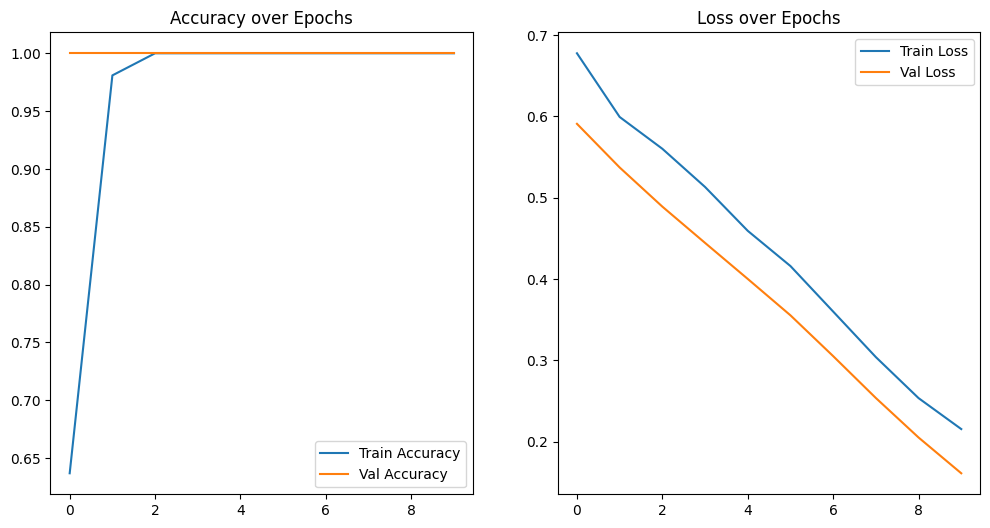 Accuracy over Epochs
1.00
0.95
0.90
0.85
0.80
0.75
0.70
0.65
0 2 4 6 8
Train Accuracy
Val Accuracy
Loss over Epochs
0.7
0.6
0.5
0.4
0.3
0.2
0 2 4 6 8
Train Loss
Val Loss